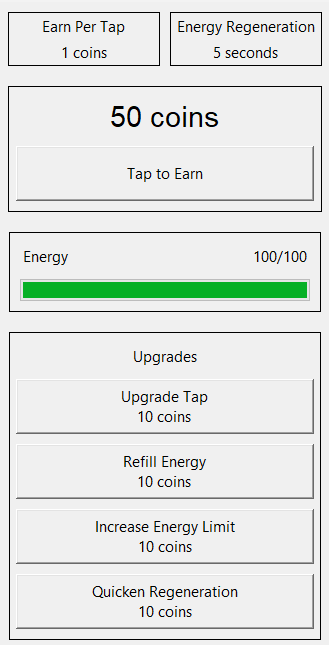 Earn Per Tap
1 coins
Energy Regeneration
5 seconds
50 coins
Tap to Earn
Energy 100/100
Upgrades
Upgrade Tap
10 coins
Refill Energy
10 coins
Increase Energy Limit
10 coins
Quicken Regeneration
10 coins